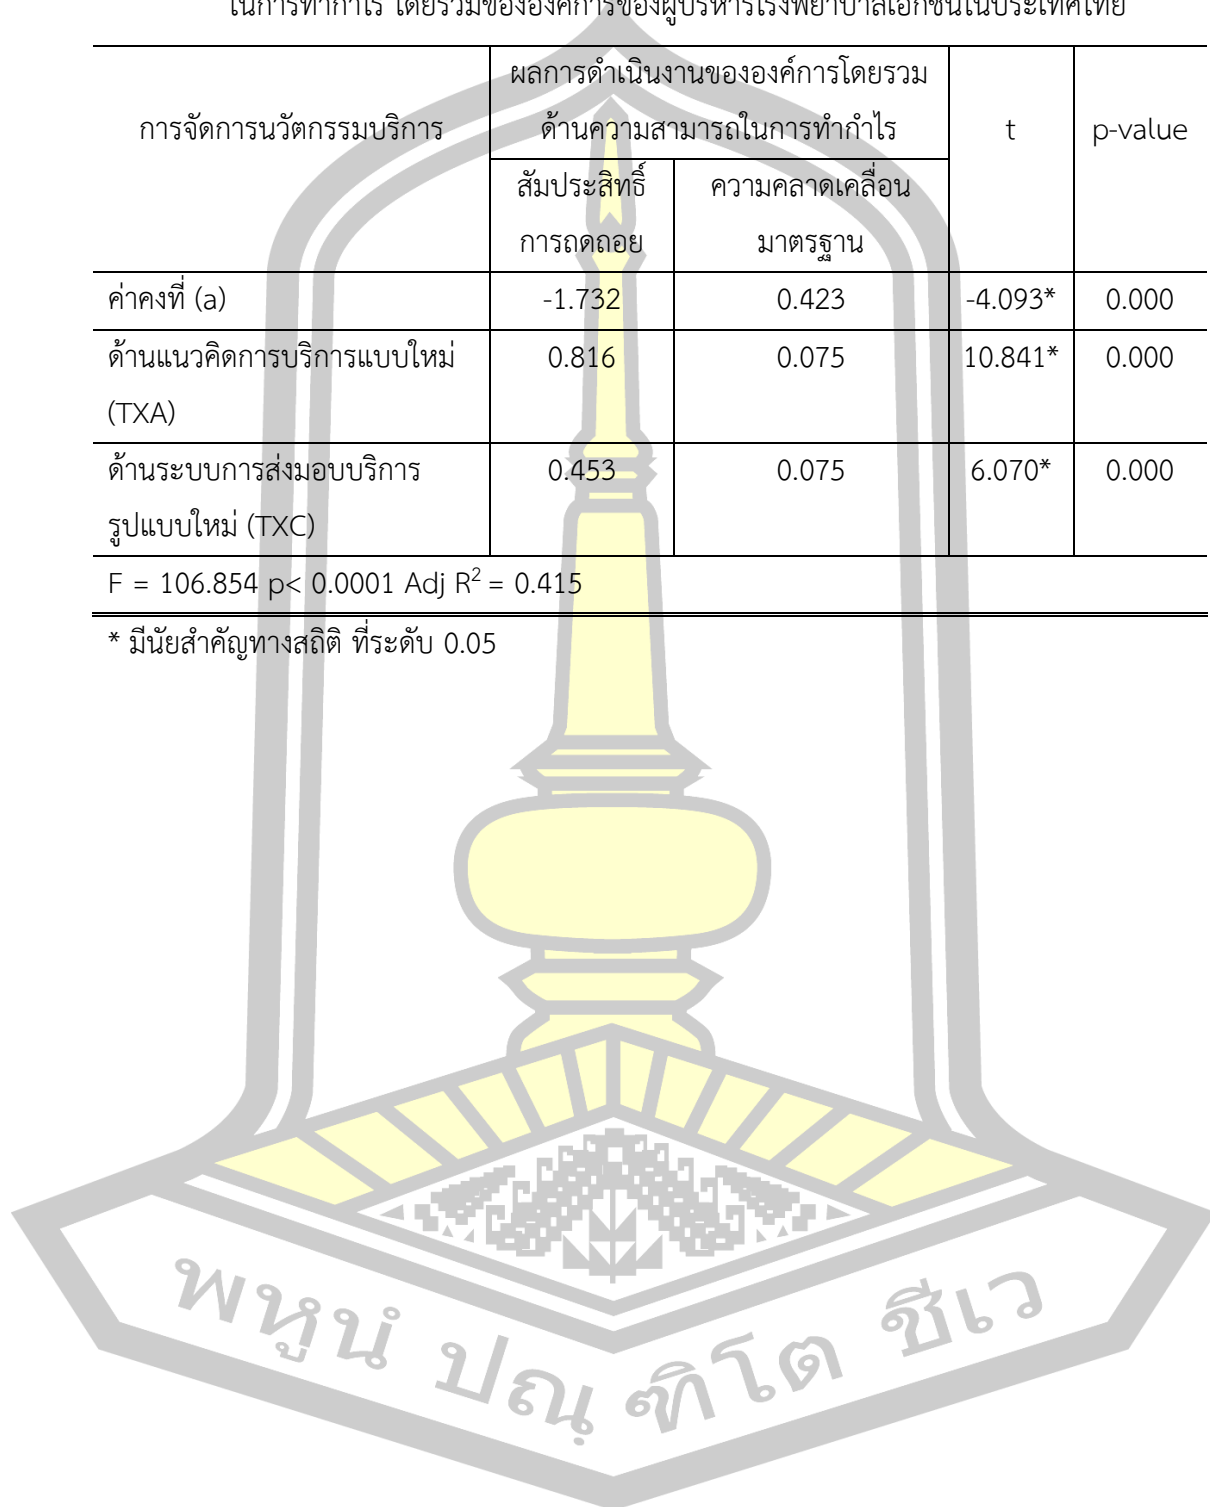 ในการทำกำไร โดยรวมขององค์การของผู้บริหารโรงพยาบาลเอกชนในประเทศไทย
การจัดการนวัตกรรมบริการ
ผลการดำเนินงานขององค์การโดยรวม
ด้านความสามารถในการทำกำไร
t
p-value
สัมประสิทธิ์
การถดถอย
ความคลาดเคลื่อน
มาตรฐาน
ค่าคงที่ (a) -1.732 0.423 -4.093* 0.000
ด้านแนวคิดการบริการแบบใหม่ 0.816 0.075 10.841* 0.000
(TXA)
ด้านระบบการส่งมอบบริการ 0.453 0.075 6.070* 0.000
รูปแบบใหม่ (TXC)
F = 106.854 p< 0.0001 Adj R² = 0.415
* มีนัยสำคัญทางสถิติ ที่ระดับ 0.05
พหูนํ ปณฺฑิโต ชีเว